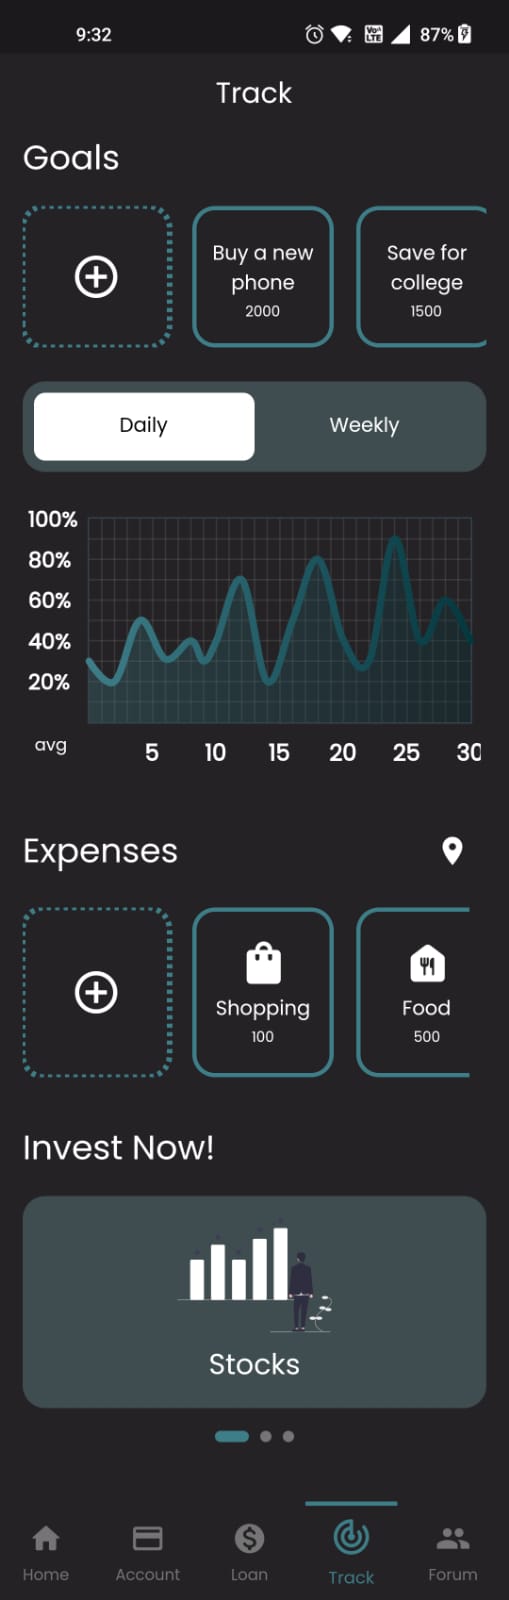 9:32 Vo LTE 87%
Track
Goals
Buy a new
phone
2000
Save for
college
1500
Daily Weekly
100%
80%
60%
40%
20%
avg 5 10 15 20 25 30
Expenses
Shopping
100
Food
500
Invest Now!
Stocks
Home Account Loan Track Forum